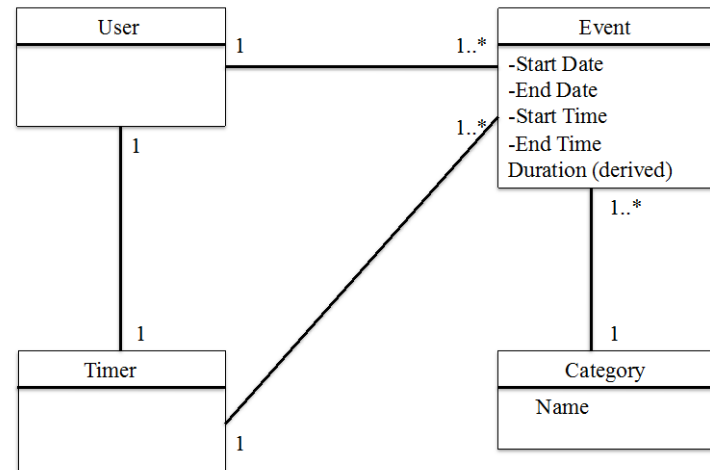 User
Event
1
1..*
-Start Date
-End Date
-Start Time
-End Time
Duration (derived)
1..*
1
1..*
1
1
Timer
Category
Name
1